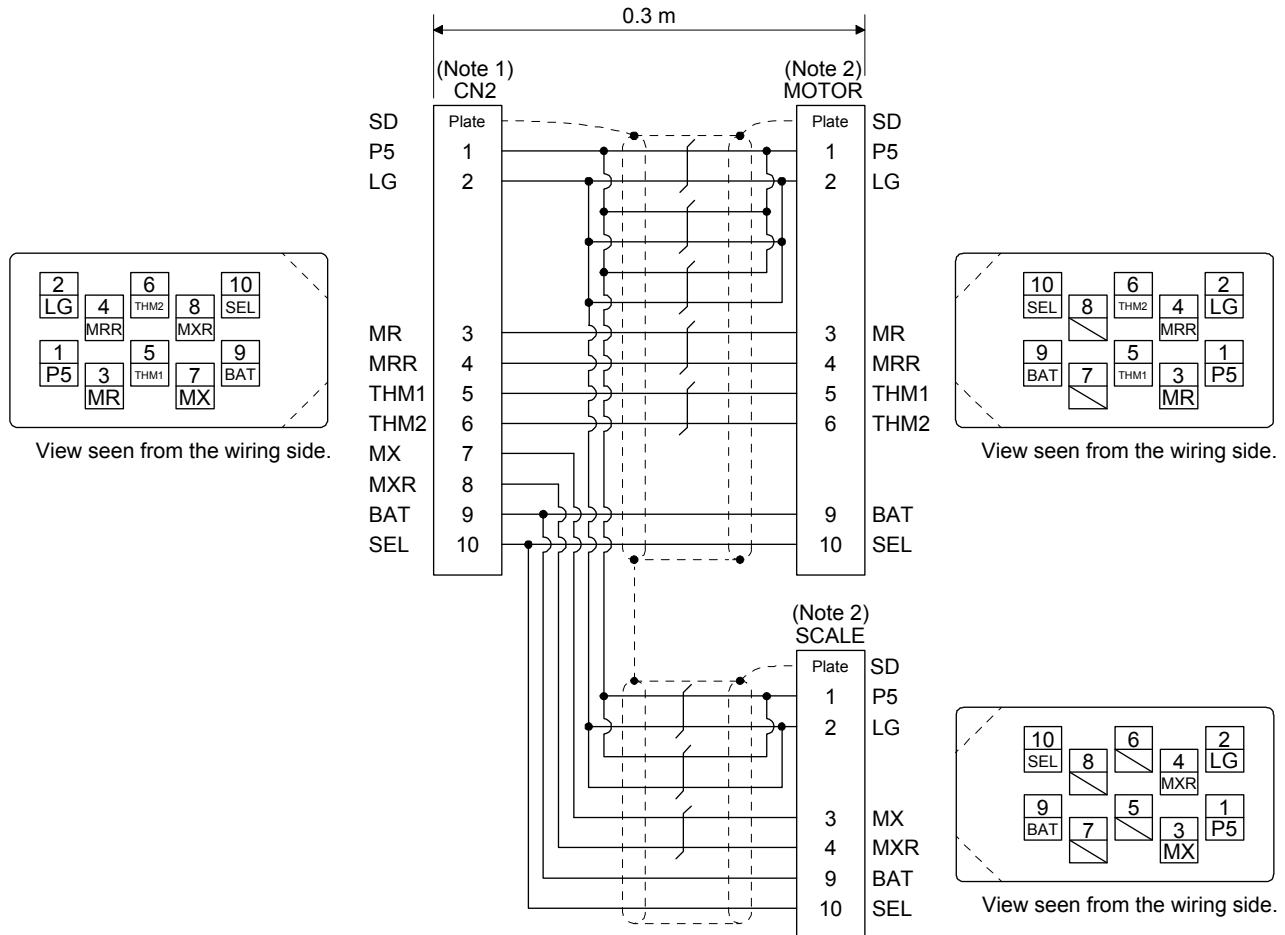 0.3 m
(Note 1)
CN2
(Note 2)
MOTOR
SD Plate Plate SD
P5 1 1 P5
LG 2 2 LG
MR 3 3 MR
MRR 4 4 MRR
THM1 5 5 THM1
THM2 6 6 THM2
MX 7
MXR 8
BAT 9 9 BAT
SEL 10 10 SEL
2 6 10
LG 4 THM2 8 SEL
MRR MXR
1 5 9
P5 3 THM1 7 BAT
MR MX
View seen from the wiring side.
10 6 2
SEL 8 THM2 4 LG
MRR
9 5 1
BAT 7 THM1 3 P5
MR
View seen from the wiring side.
(Note 2)
SCALE
Plate SD
1 P5
2 LG
3 MX
4 MXR
9 BAT
10 SEL
10 6 2
SEL 8 4 LG
MXR
9 5 1
BAT 7 3 P5
MX
View seen from the wiring side.